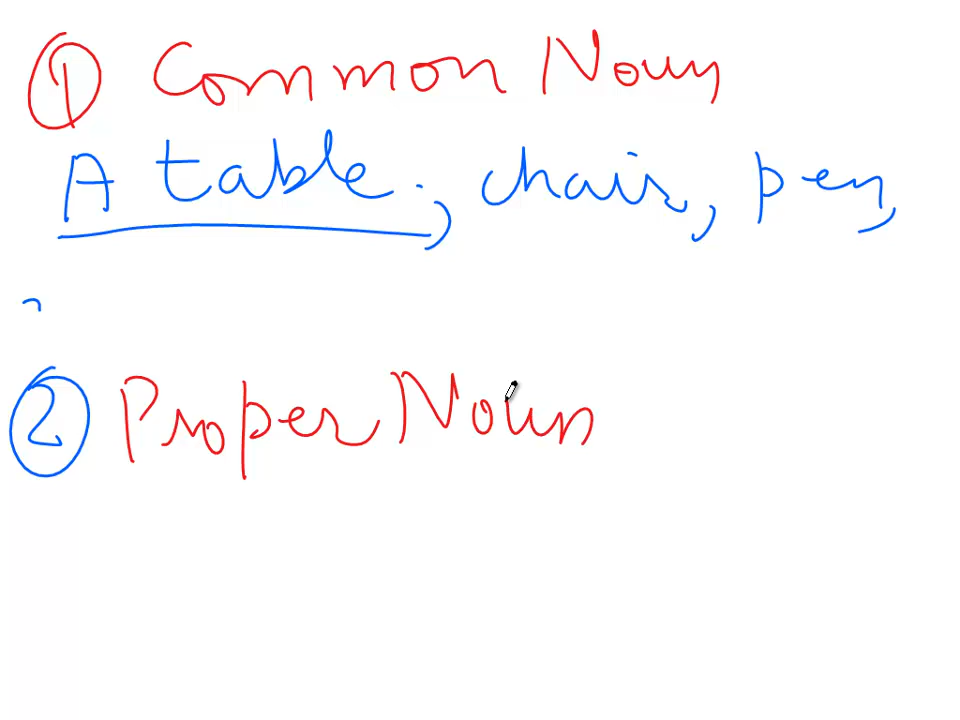 ① Common Noun
A table, chair, pen,
② Proper Noun